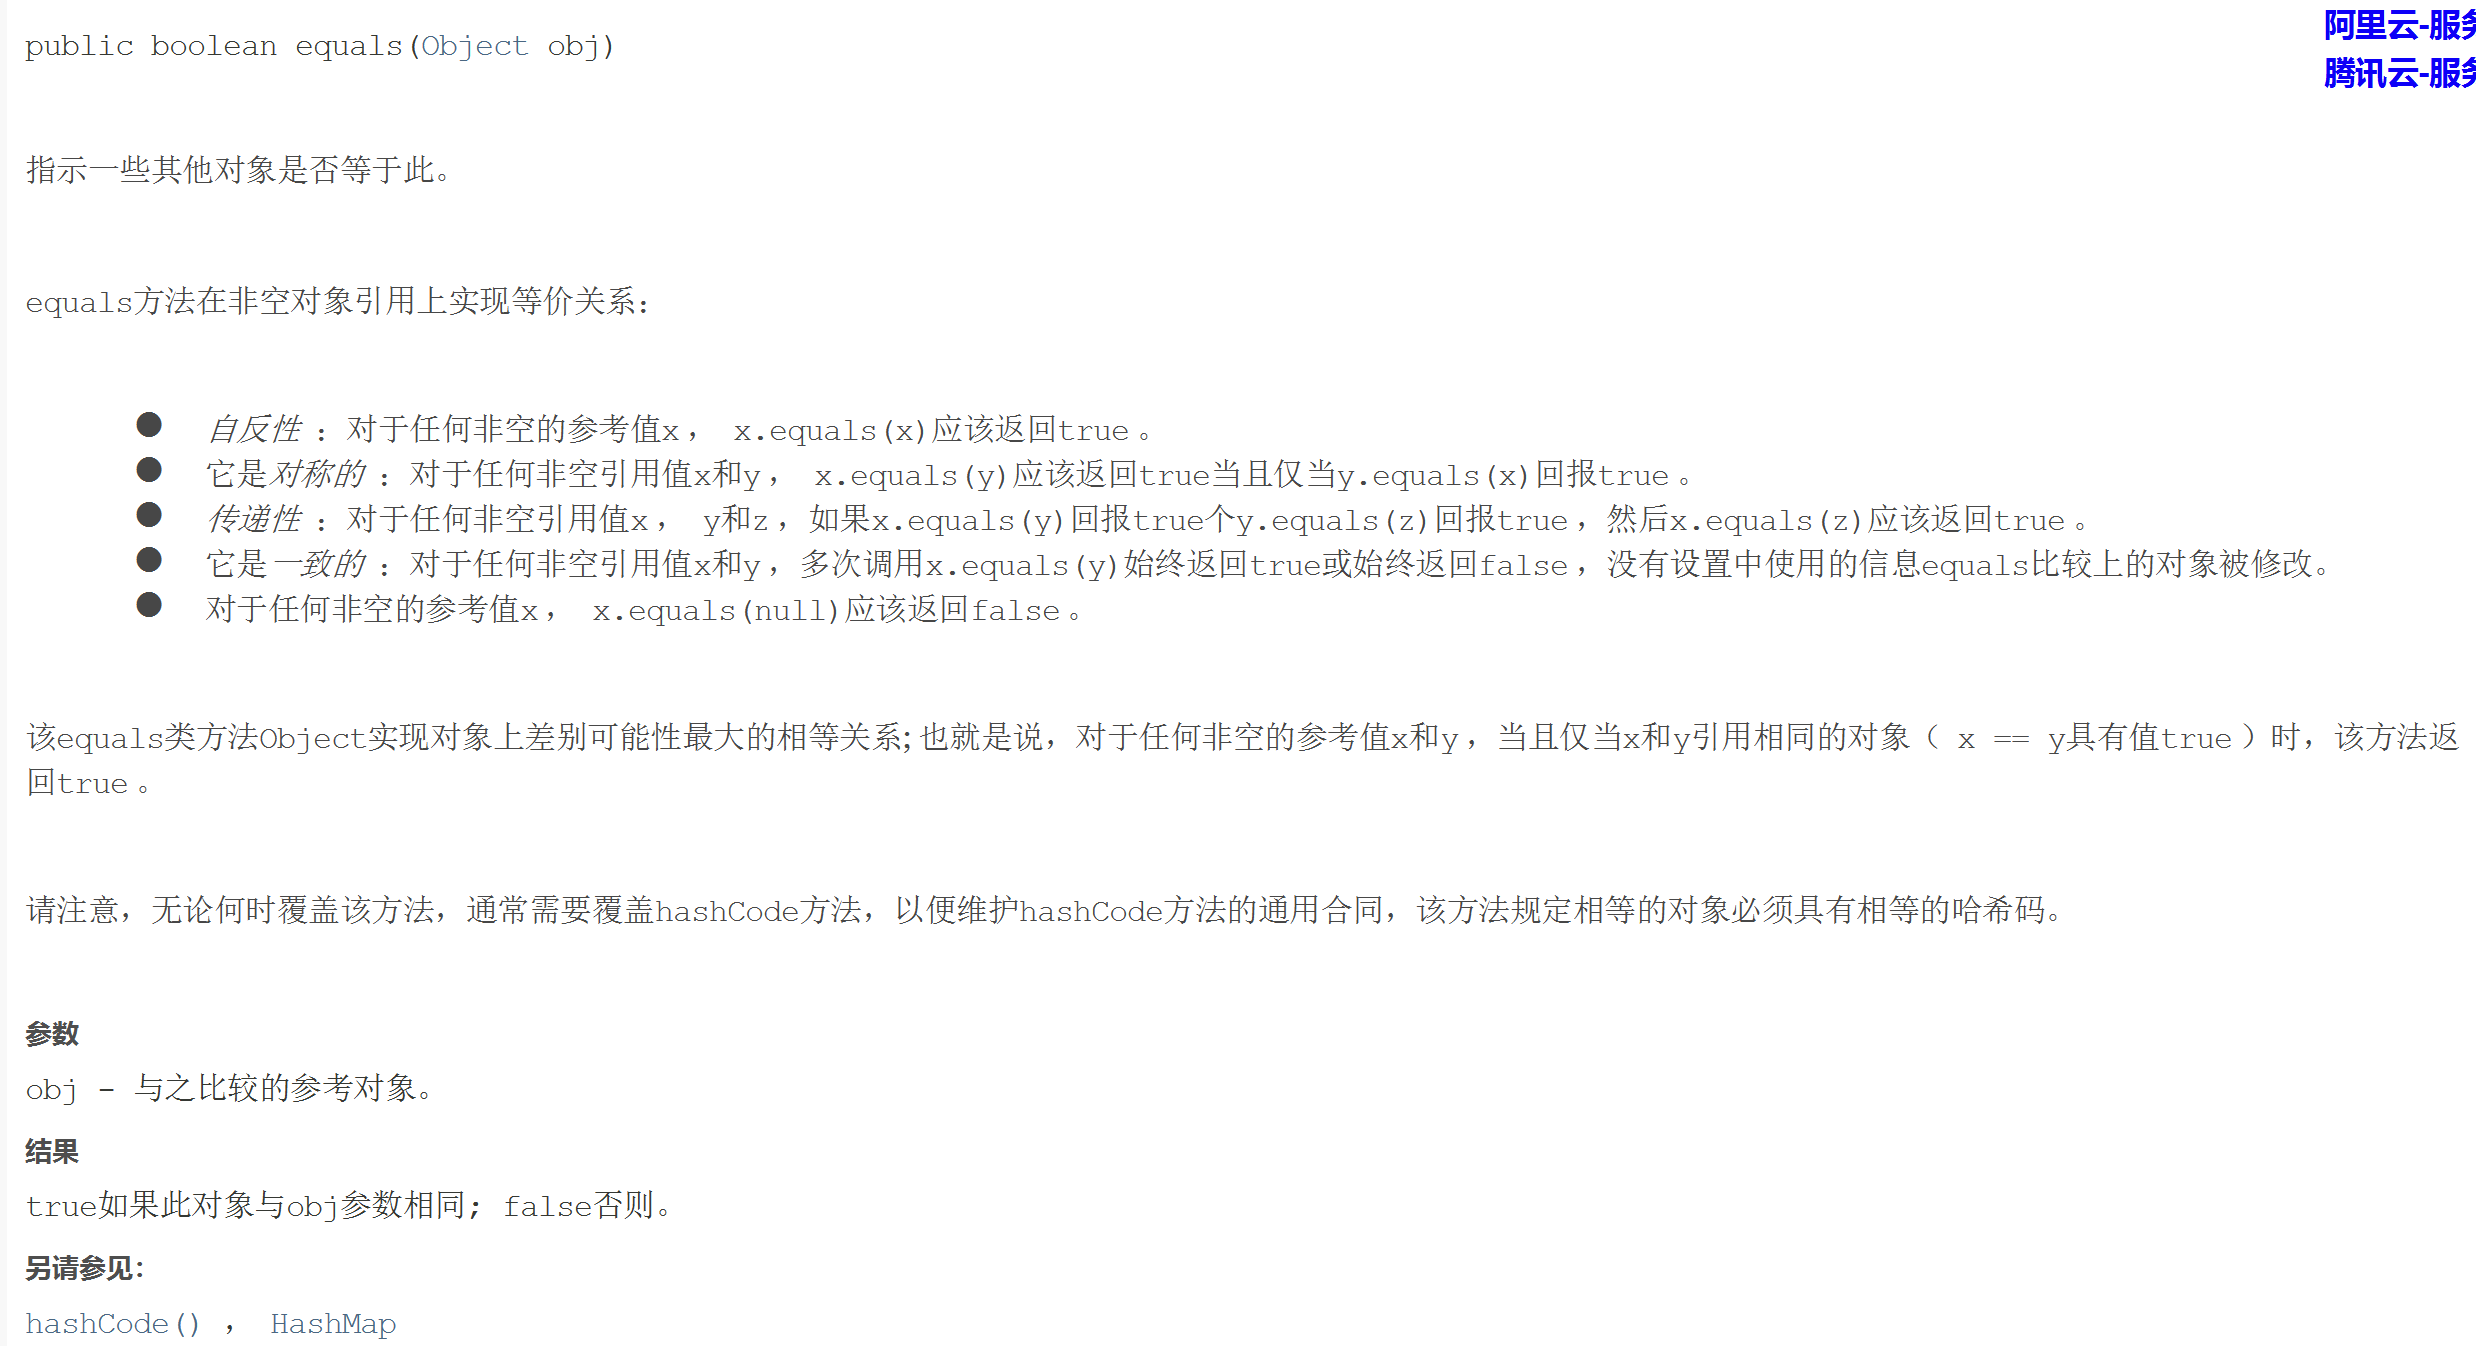 public boolean equals(Object obj)
阿里云-服务
腾讯云-服务
指示一些其他对象是否等于此。
equals方法在非空对象引用上实现等价关系：
● 自反性 ：对于任何非空的参考值x ， x.equals(x)应该返回true 。
● 它是对称的 ：对于任何非空引用值x和y ， x.equals(y)应该返回true当且仅当y.equals(x)回报true 。
● 传递性 ：对于任何非空引用值x ， y和z ，如果x.equals(y)回报true个y.equals(z)回报true ，然后x.equals(z)应该返回true 。
● 它是一致的 ：对于任何非空引用值x和y ，多次调用x.equals(y)始终返回true或始终返回false ，没有设置中使用的信息equals比较上的对象被修改。
● 对于任何非空的参考值x ， x.equals(null)应该返回false 。
该equals类方法Object实现对象上差别可能性最大的相等关系;也就是说，对于任何非空的参考值x和y ，当且仅当x和y引用相同的对象（ x == y具有值true ）时，该方法返
回true 。
请注意，无论何时覆盖该方法，通常需要覆盖hashCode方法，以便维护hashCode方法的通用合同，该方法规定相等的对象必须具有相等的哈希码。
参数
obj - 与之比较的参考对象。
结果
true如果此对象与obj参数相同; false否则。
另请参见：
hashCode() ， HashMap